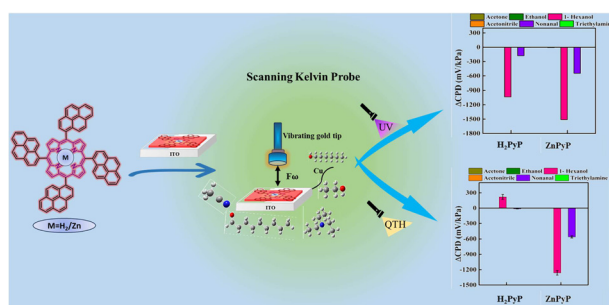 Scanning Kelvin Probe
M
M=H₂/Zn
ITO
Vibrating gold tip
Fω
Cα
ITO
UV
QTH
Acetone Ethanol 1- Hexanol
Acetonitrile Nonanal Triethylamine
ΔCPD (mV/kPa)
300
0
-300
-600
-900
-1200
-1500
-1800
H₂PyP ZnPyP
Acetone Ethanol 1- Hexanol
Acetonitrile Nonanal Triethylamine
ΔCPD (mV/kPa)
300
0
-300
-600
-900
-1200
-1500
H₂PyP ZnPyP